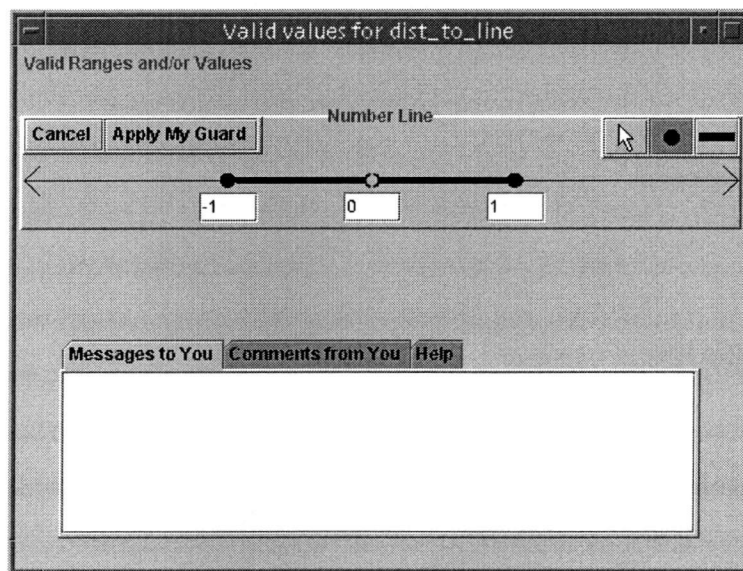 Valid values for dist_to_line
Valid Ranges and/or Values
Number Line
Cancel Apply My Guard
-1 0 1
Messages to You Comments from You Help